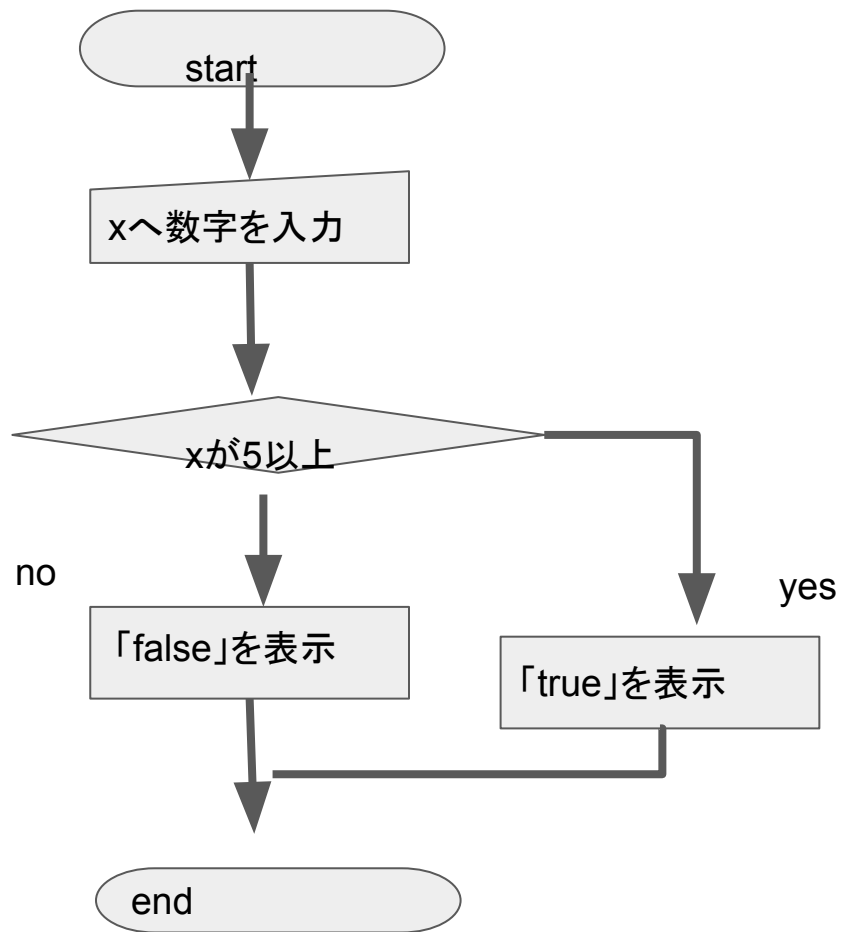 start
xへ数字を入力
xが5以上
no
yes
「false」を表示
「true」を表示
end